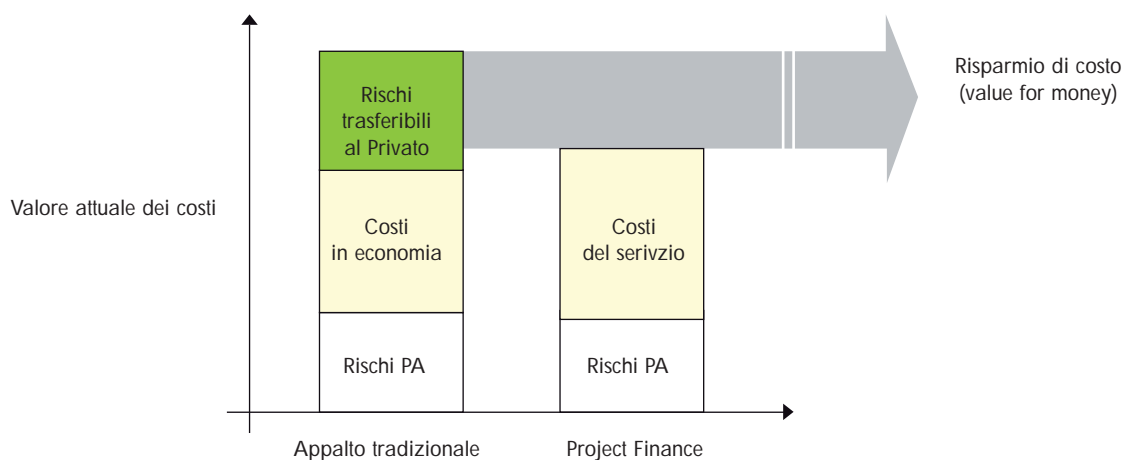 Rischi
trasferibili
al Privato
Risparmio di costo
(value for money)
Valore attuale dei costi
Costi
in economia
Costi
del serivzio
Rischi PA
Rischi PA
Appalto tradizionale
Project Finance